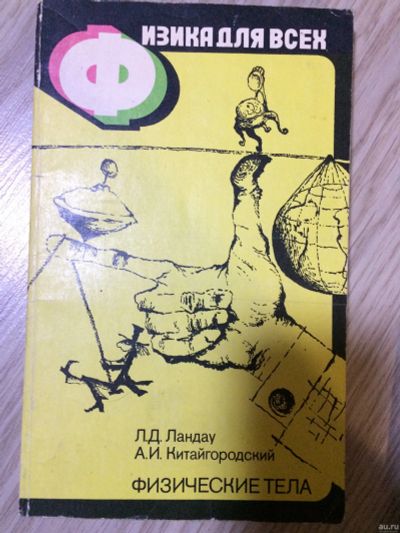 ФИЗИКА ДЛЯ ВСЕХ
Л.Д. Ландау
А.И. Китайгородский
ФИЗИЧЕСКИЕ ТЕЛА
au.ru